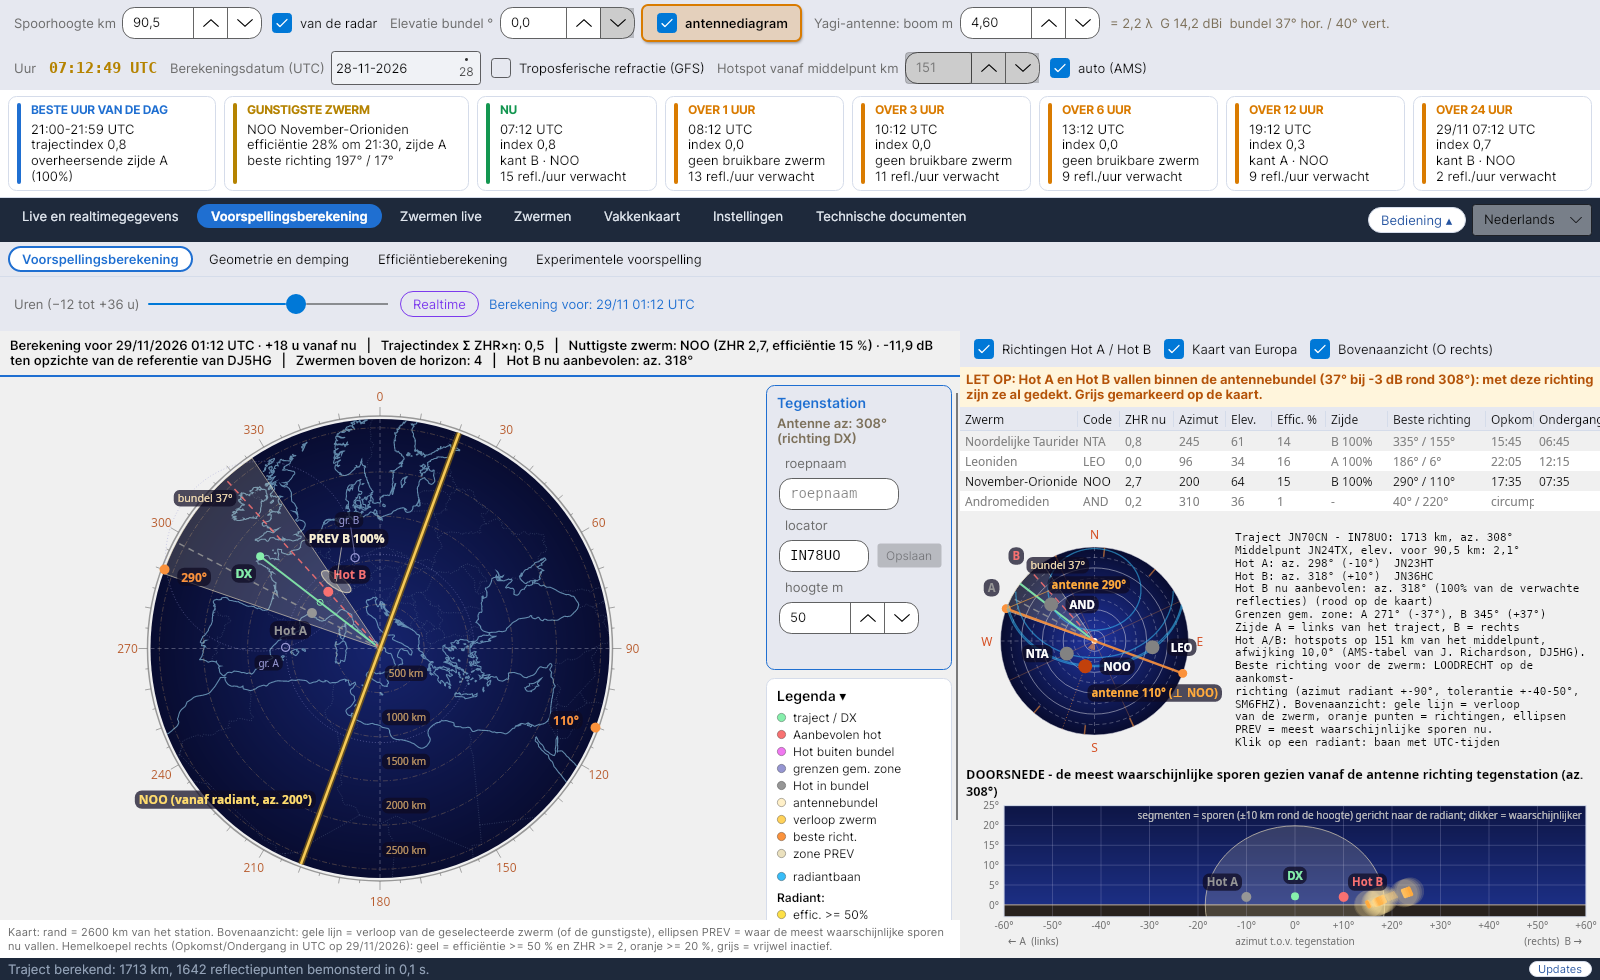 Spoorhoogte km 90,5 van de radar Elevatie bundel ° 0,0 antennediagram Yagi-antenne: boom m 4,60 = 2,2 λ G 14,2 dBi bundel 37° hor. / 40° vert.
Uur 07:12:49 UTC Berekeningsdatum (UTC) 28-11-2026 28 Troposferische refractie (GFS) Hotspot vanaf middelpunt km 151 auto (AMS)
BESTE UUR VAN DE DAG
21:00-21:59 UTC
trajectindex 0,8
overheersende zijde A
(100%)
GUNSTIGSTE ZWERM
NOO November-Orioniden
efficiëntie 28% om 21:30, zijde A
beste richting 197° / 17°
NU
07:12 UTC
index 0,8
kant B · NOO
15 refl./uur verwacht
OVER 1 UUR
08:12 UTC
index 0,0
geen bruikbare zwerm
13 refl./uur verwacht
OVER 3 UUR
10:12 UTC
index 0,0
geen bruikbare zwerm
11 refl./uur verwacht
OVER 6 UUR
13:12 UTC
index 0,0
geen bruikbare zwerm
9 refl./uur verwacht
OVER 12 UUR
19:12 UTC
index 0,3
kant A · NOO
9 refl./uur verwacht
OVER 24 UUR
29/11 07:12 UTC
index 0,7
kant B · NOO
2 refl./uur verwacht
Live en realtimegegevens Voorspellingsberekening Zwermen live Zwermen Vakkenkaart Instellingen Technische documenten Bediening ▴ Nederlands
Voorspellingsberekening Geometrie en demping Efficiëntieberekening Experimentele voorspelling
Uren (−12 tot +36 u) Realtime Berekening voor: 29/11 01:12 UTC
Berekening voor 29/11/2026 01:12 UTC · +18 u vanaf nu | Trajectindex Σ ZHR×η: 0,5 | Nuttigste zwerm: NOO (ZHR 2,7, efficiëntie 15 %) · -11,9 dB
ten opzichte van de referentie van DJ5HG | Zwermen boven de horizon: 4 | Hot B nu aanbevolen: az. 318°
0
330
30
bundel 37°
300
60
gr. B
PREV B 100%
290°
DX
Hot B
Hot A
270
90
gr. A
500 km
1000 km
110°
1500 km
240
120
NOO (vanaf radiant, az. 200°)
2000 km
2500 km
210
150
180
Tegenstation
Antenne az: 308°
(richting DX)
roepnaam
roepnaam
locator
IN78UO Opslaan
hoogte m
50
Legenda ▾
traject / DX
Aanbevolen hot
Hot buiten bundel
grenzen gem. zone
Hot in bundel
antennebundel
verloop zwerm
beste richt.
zone PREV
radiantbaan
Radiant:
effic. >= 50%
Kaart: rand = 2600 km van het station. Bovenaanzicht: gele lijn = verloop van de geselecteerde zwerm (of de gunstigste), ellipsen PREV = waar de meest waarschijnlijke sporen
nu vallen. Hemelkoepel rechts (Opkomst/Ondergang in UTC op 29/11/2026): geel = efficiëntie >= 50 % en ZHR >= 2, oranje >= 20 %, grijs = vrijwel inactief.
Richtingen Hot A / Hot B Kaart van Europa Bovenaanzicht (O rechts)
LET OP: Hot A en Hot B vallen binnen de antennebundel (37° bij -3 dB rond 308°): met deze richting
zijn ze al gedekt. Grijs gemarkeerd op de kaart.
Zwerm Code ZHR nu Azimut Elev. Effic. % Zijde Beste richting Opkom Ondergang
Noordelijke Taurider NTA 0,8 245 61 14 B 100% 335° / 155° 15:45 06:45
Leoniden LEO 0,0 96 34 16 A 100% 186° / 6° 22:05 12:15
November-Orionide NOO 2,7 200 64 15 B 100% 290° / 110° 17:35 07:35
Andromediden AND 0,2 310 36 1 - 40° / 220° circump
N
B
bundel 37°
antenne 290°
A
AND
W
E
LEO
NTA
NOO
antenne 110° (⊥ NOO)
S
Traject JN70CN - IN78UO: 1713 km, az. 308°
Middelpunt JN24TX, elev. voor 90,5 km: 2,1°
Hot A: az. 298° (-10°) JN23HT
Hot B: az. 318° (+10°) JN36HC
Hot B nu aanbevolen: az. 318° (100% van de verwachte
reflecties) (rood op de kaart)
Grenzen gem. zone: A 271° (-37°), B 345° (+37°)
Zijde A = links van het traject, B = rechts
Hot A/B: hotspots op 151 km van het middelpunt,
afwijking 10,0° (AMS-tabel van J. Richardson, DJ5HG).
Beste richting voor de zwerm: LOODRECHT op de
aankomst-
richting (azimut radiant +-90°, tolerantie +-40-50°,
SM6FHZ). Bovenaanzicht: gele lijn = verloop
van de zwerm, oranje punten = richtingen, ellipsen
PREV = meest waarschijnlijke sporen nu.
Klik op een radiant: baan met UTC-tijden
DOORSNEDE - de meest waarschijnlijke sporen gezien vanaf de antenne richting tegenstation (az.
308°)
segmenten = sporen (±10 km rond de hoogte) gericht naar de radiant; dikker = waarschijnlijker
25°
20°
15°
10°
5°
0°
Hot A DX Hot B
-60° -50° -40° -30° -20° -10° +0° +10° +20° +30° +40° +50° +60°
← A (links) azimut t.o.v. tegenstation (rechts) B →
Traject berekend: 1713 km, 1642 reflectiepunten bemonsterd in 0,1 s. Updates